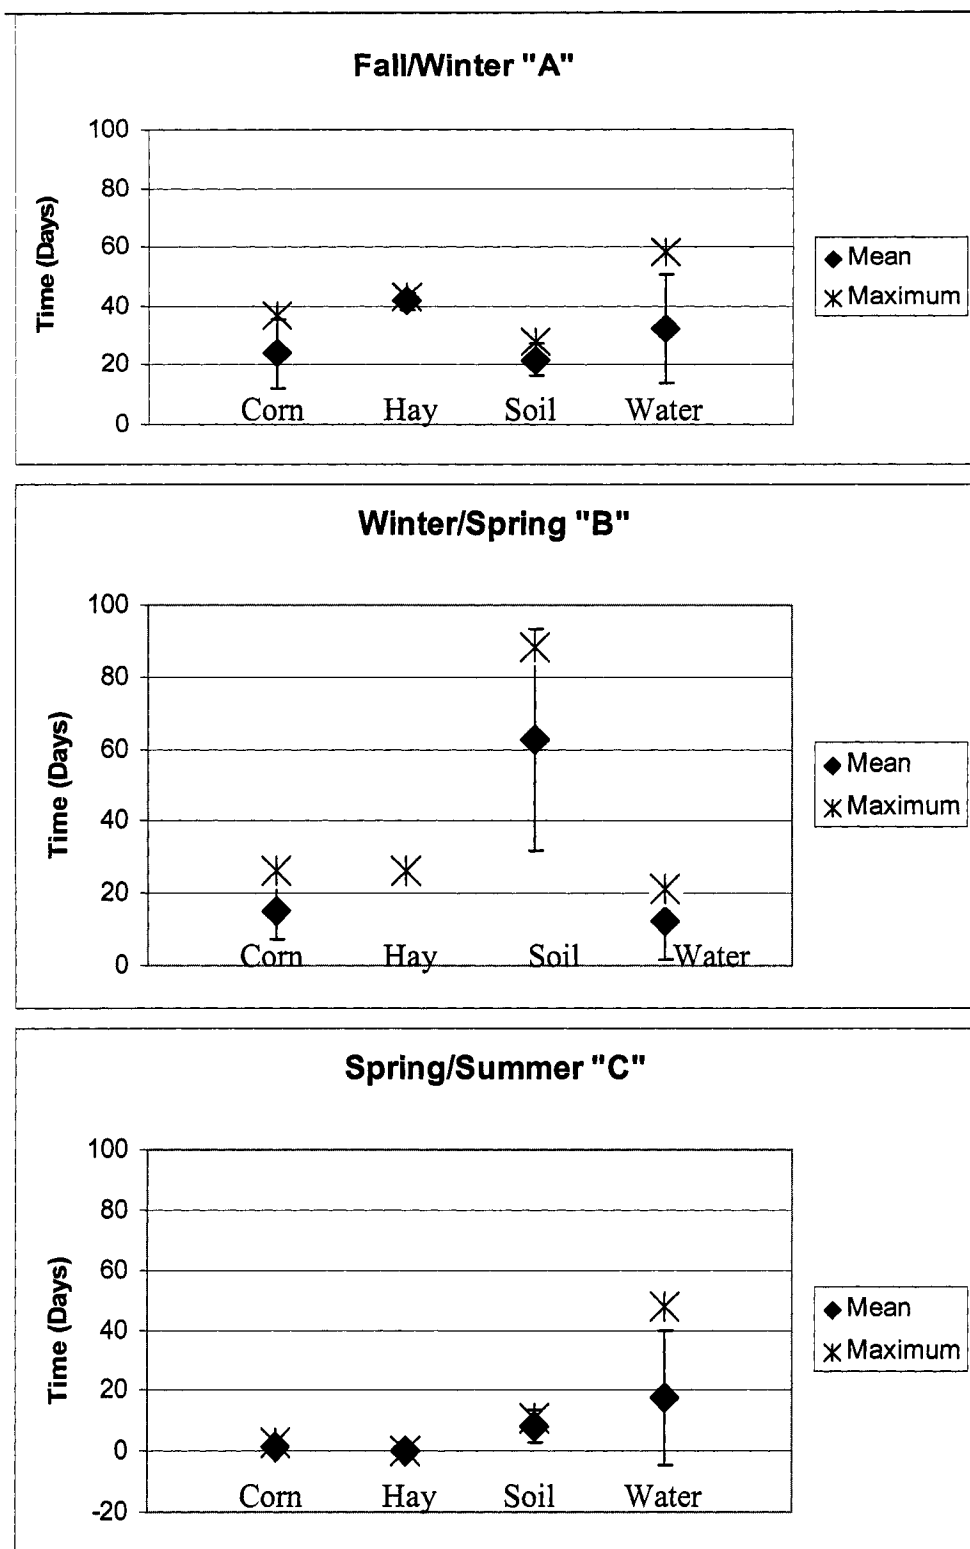 Fall/Winter "A"
100
80
60
40
20
0
Time (Days)
Corn Hay Soil Water
Mean
Maximum
Winter/Spring "B"
100
80
60
40
20
0
Time (Days)
Corn Hay Soil Water
Mean
Maximum
Spring/Summer "C"
100
80
60
40
20
0
-20
Time (Days)
Corn Hay Soil Water
Mean
Maximum